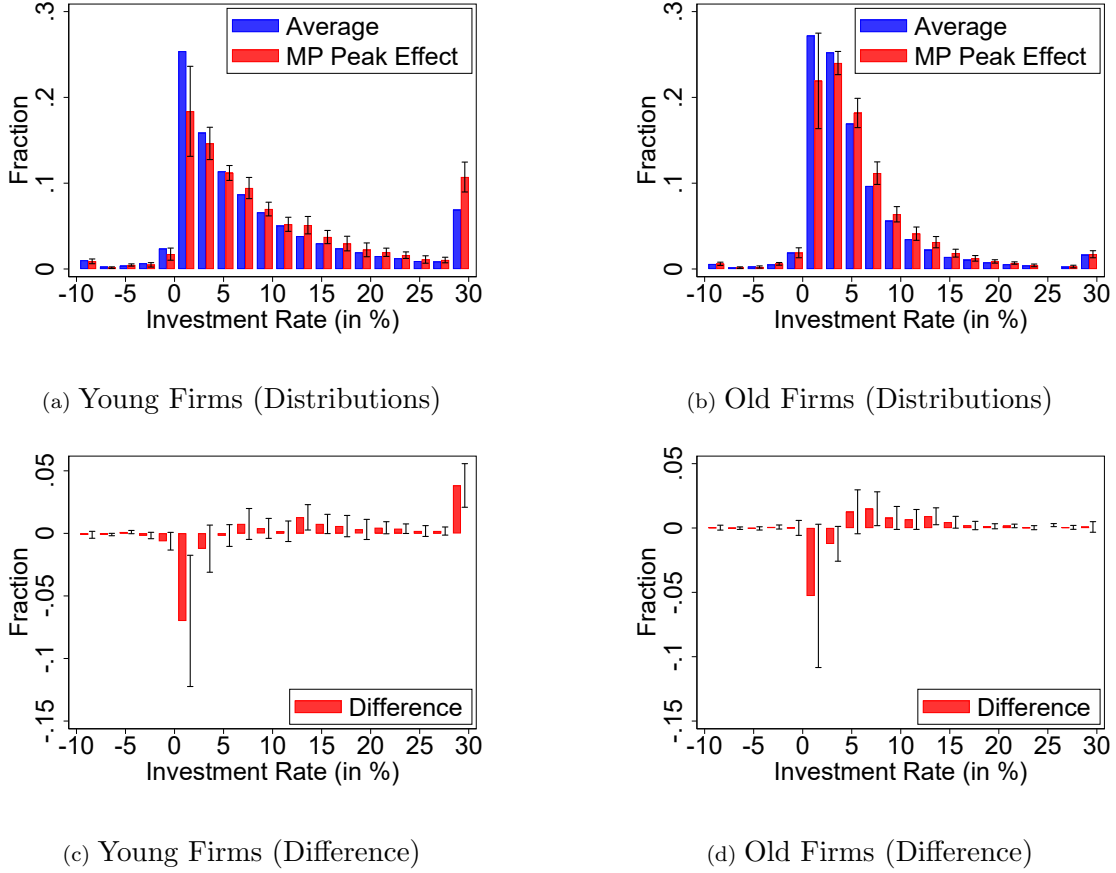 Average
MP Peak Effect
Fraction
0 .1 .2 .3
-10 -5 0 5 10 15 20 25 30
Investment Rate (in %)
(a) Young Firms (Distributions)
Average
MP Peak Effect
Fraction
0 .1 .2 .3
-10 -5 0 5 10 15 20 25 30
Investment Rate (in %)
(b) Old Firms (Distributions)
Fraction
-.15 -.1 -.05 0 .05
Difference
-10 -5 0 5 10 15 20 25 30
Investment Rate (in %)
(c) Young Firms (Difference)
Fraction
-.15 -.1 -.05 0 .05
Difference
-10 -5 0 5 10 15 20 25 30
Investment Rate (in %)
(d) Old Firms (Difference)